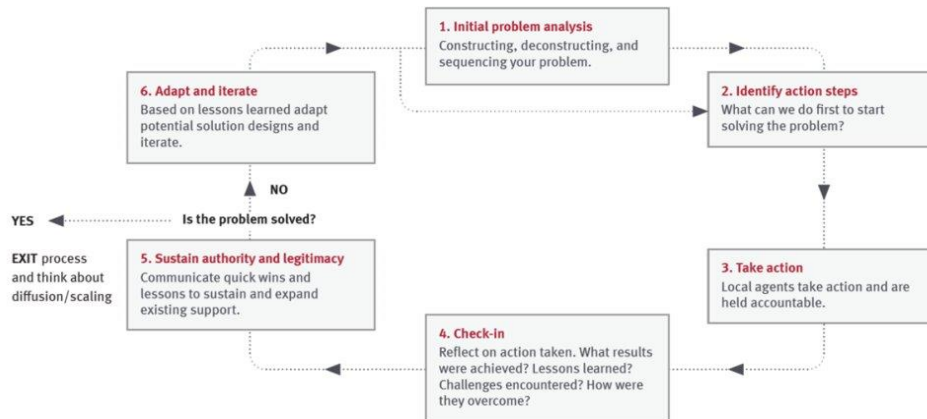 1. Initial problem analysis
Constructing, deconstructing, and
sequencing your problem.
2. Identify action steps
What can we do first to start
solving the problem?
3. Take action
Local agents take action and are
held accountable.
4. Check-in
Reflect on action taken. What results
were achieved? Lessons learned?
Challenges encountered? How were
they overcome?
5. Sustain authority and legitimacy
Communicate quick wins and
lessons to sustain and expand
existing support.
Is the problem solved?
YES
EXIT process
and think about
diffusion/scaling
NO
6. Adapt and iterate
Based on lessons learned adapt
potential solution designs and
iterate.